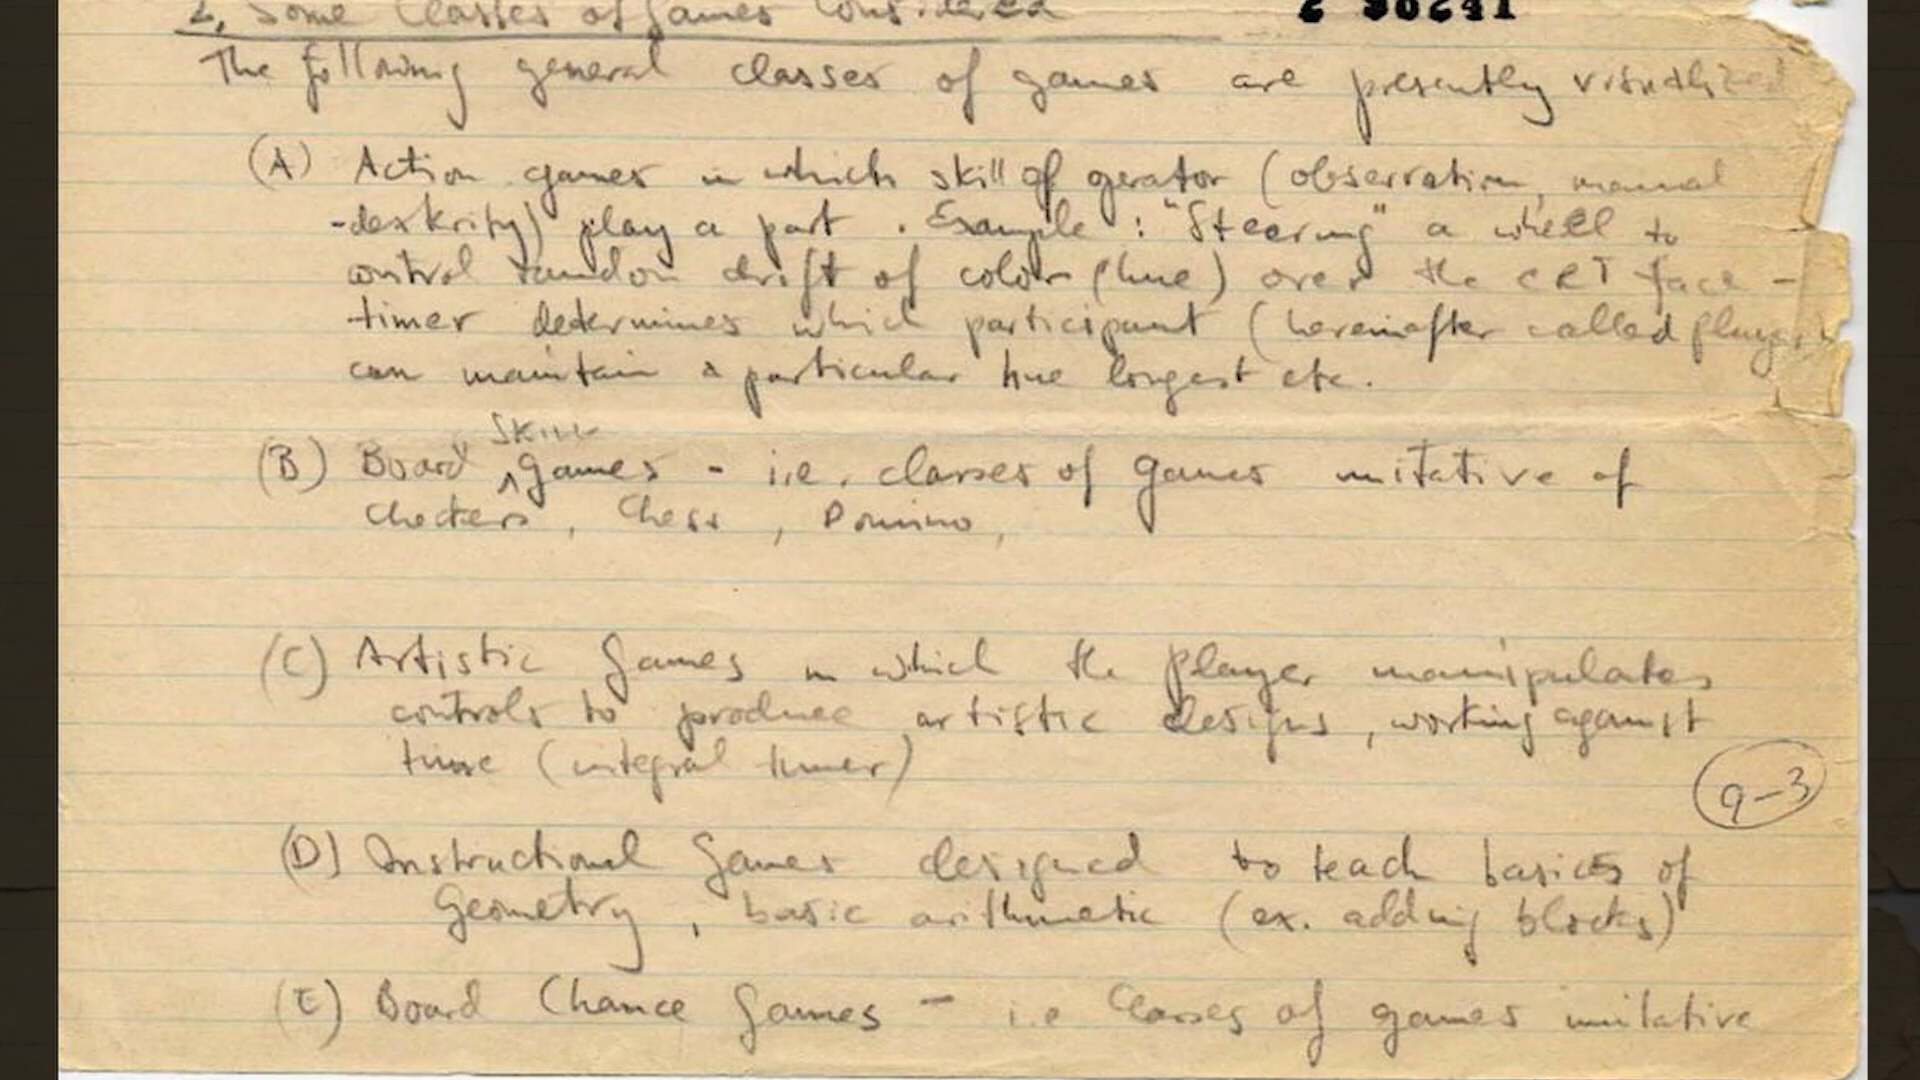 2. Some Classes of Games Considered
2 98241
The following general classes of games are presently visualized
(A) Action games in which skill of operator (observation, manual
-dexterity) play a part. Example: "Steering" a wheel to
control random drift of color (hue) over the CRT face -
timer determines which participant (hereinafter called player)
can maintain a particular hue longest etc.
Skill
(B) Board ^ games - i.e. classes of games imitative of
Checkers, Chess, Domino,
(C) Artistic Games in which the player manipulates
controls to produce artistic designs, working against
time (integral timer)
9-3
(D) Instructional Games designed to teach basics of
Geometry, basic arithmetic (ex. adding blocks)
(E) Board Chance Games - i.e Classes of games imitative